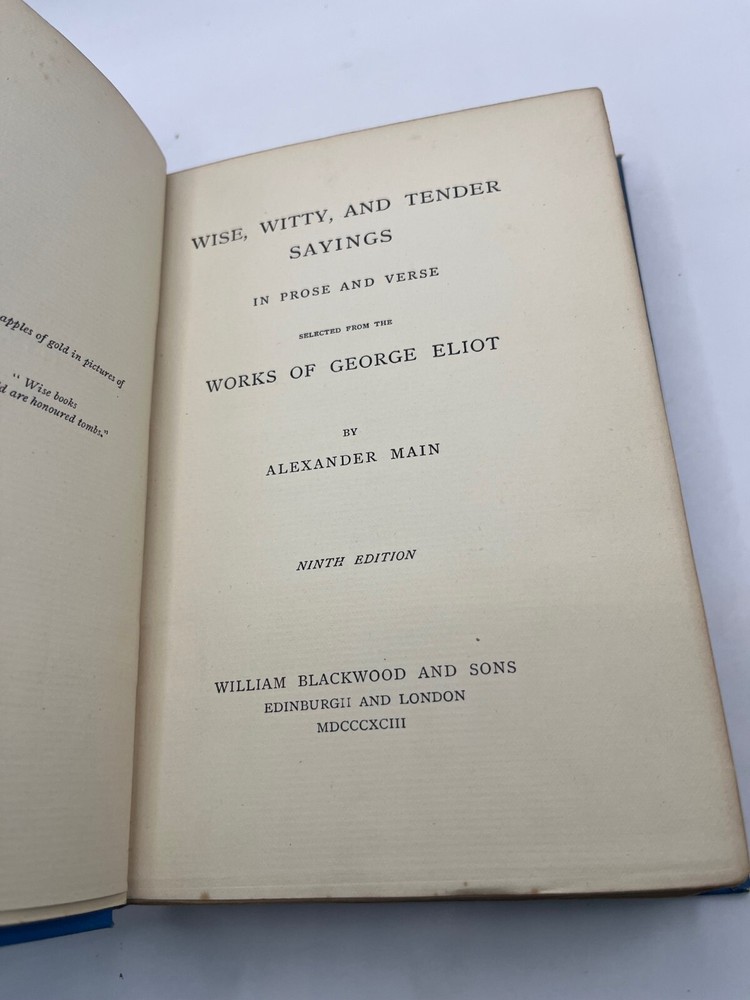 apples of gold in pictures of
" Wise books
are honoured tombs."
WISE, WITTY, AND TENDER
SAYINGS
IN PROSE AND VERSE
SELECTED FROM THE
WORKS OF GEORGE ELIOT
BY
ALEXANDER MAIN
NINTH EDITION
WILLIAM BLACKWOOD AND SONS
EDINBURGH AND LONDON
MDCCCXCIII